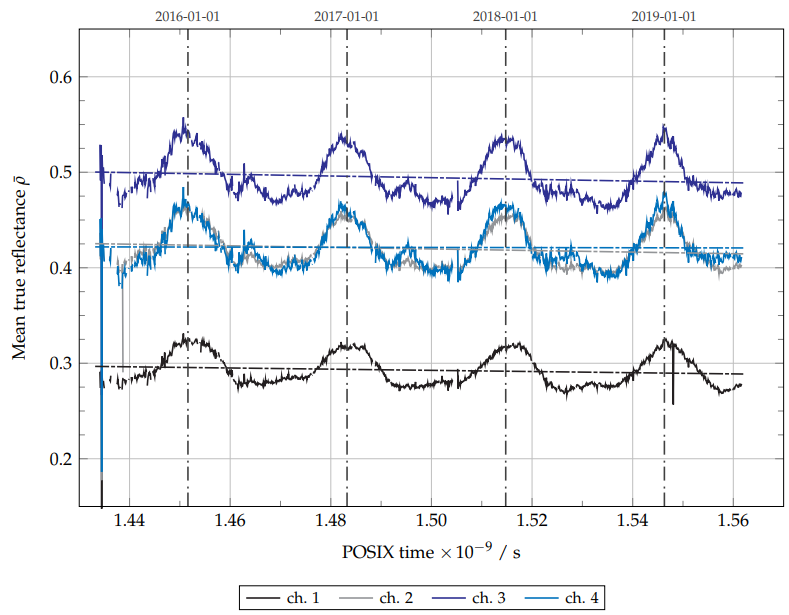 2016-01-01 2017-01-01 2018-01-01 2019-01-01
0.6
0.5
0.4
0.3
0.2
Mean true reflectance ρ̄
1.44 1.46 1.48 1.50 1.52 1.54 1.56
POSIX time ×10⁻⁹ / s
ch. 1 ch. 2 ch. 3 ch. 4